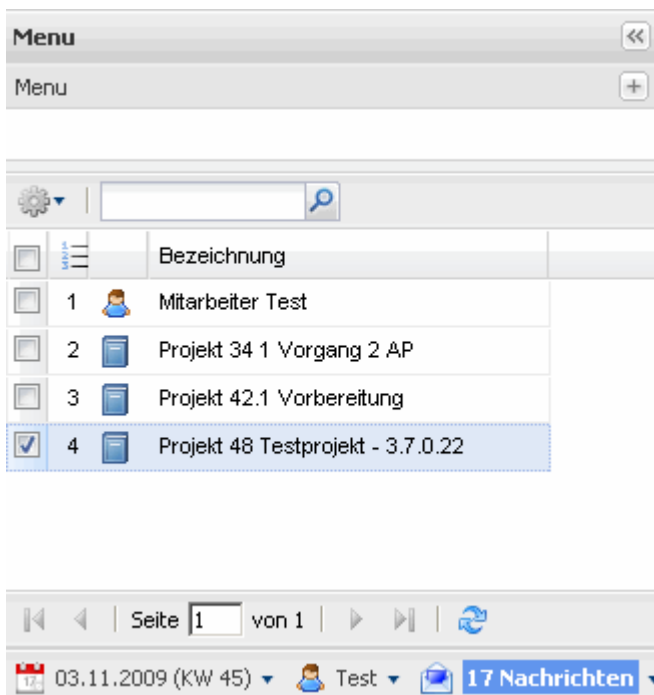 Menu
Menu
Bezeichnung
1 Mitarbeiter Test
2 Projekt 34 1 Vorgang 2 AP
3 Projekt 42.1 Vorbereitung
4 Projekt 48 Testprojekt - 3.7.0.22
Seite 1 von 1
03.11.2009 (KW 45) Test 17 Nachrichten